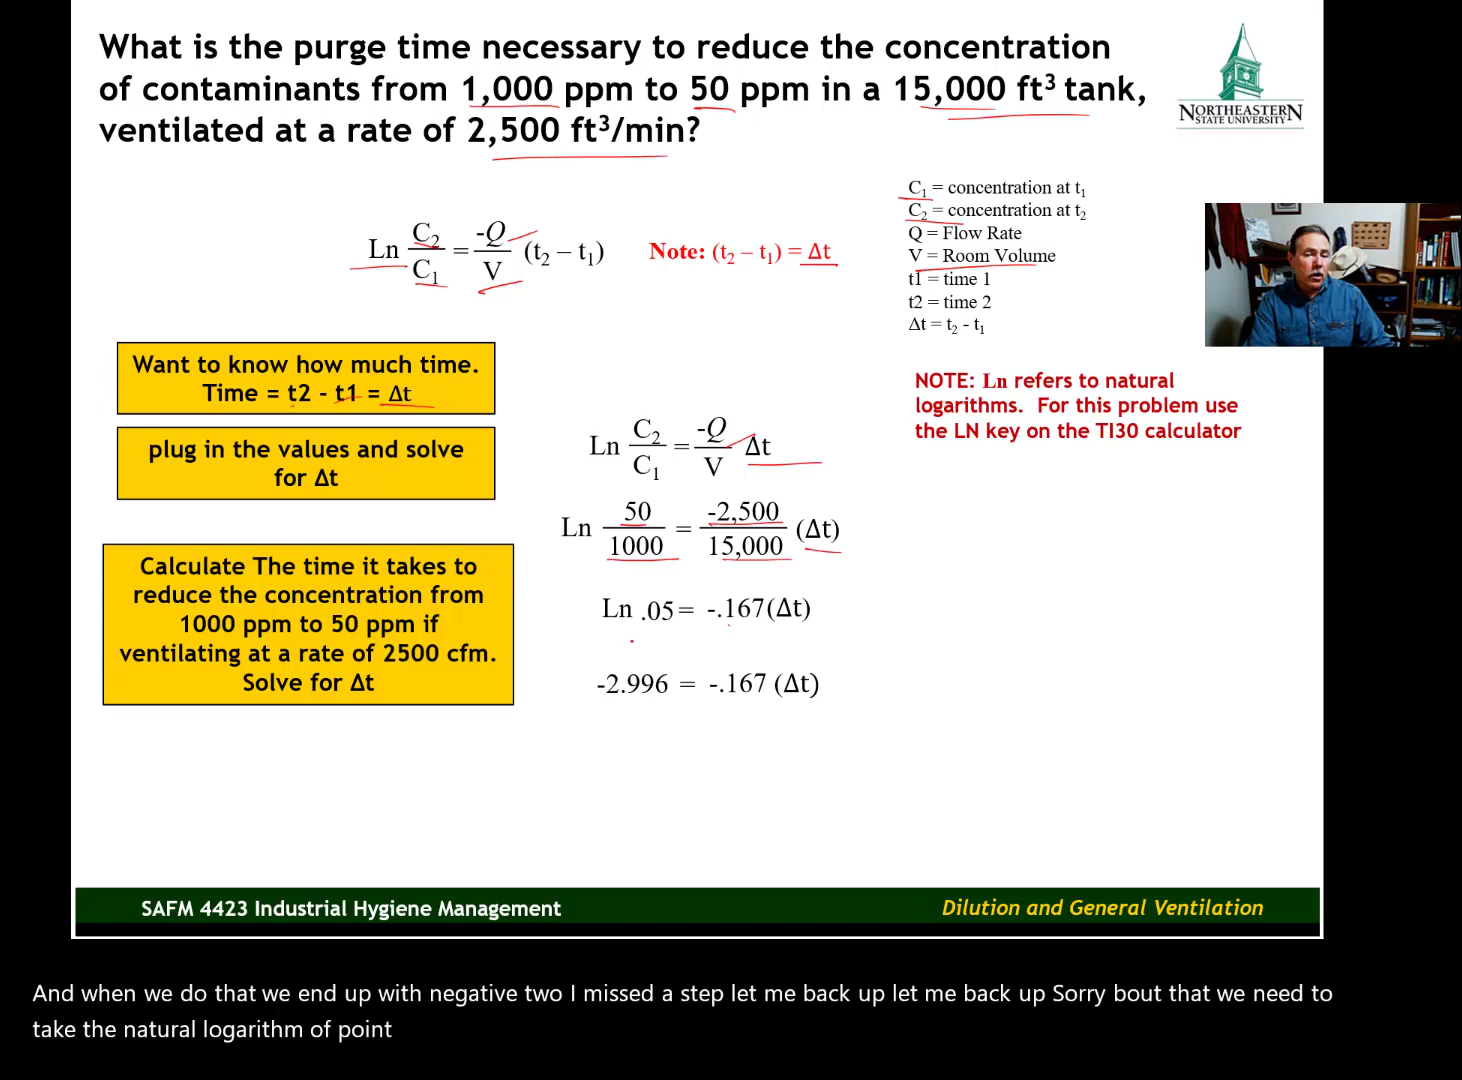 What is the purge time necessary to reduce the concentration
of contaminants from 1,000 ppm to 50 ppm in a 15,000 ft³ tank,
ventilated at a rate of 2,500 ft³/min?
NORTHEASTERN
STATE UNIVERSITY
C₁ = concentration at t₁
C₂ = concentration at t₂
Q = Flow Rate
V = Room Volume
t1 = time 1
t2 = time 2
Δt = t₂ - t₁
Ln C₂/C₁ = -Q/V (t₂ – t₁)
Note: (t₂ – t₁) = Δt
Want to know how much time.
Time = t2 - t1 = Δt
plug in the values and solve
for Δt
NOTE: Ln refers to natural
logarithms. For this problem use
the LN key on the TI30 calculator
Ln C₂/C₁ = -Q/V Δt
Ln 50/1000 = -2,500/15,000 (Δt)
Calculate The time it takes to
reduce the concentration from
1000 ppm to 50 ppm if
ventilating at a rate of 2500 cfm.
Solve for Δt
Ln .05 = -.167(Δt)
-2.996 = -.167 (Δt)
SAFM 4423 Industrial Hygiene Management
Dilution and General Ventilation
And when we do that we end up with negative two I missed a step let me back up let me back up Sorry bout that we need to
take the natural logarithm of point